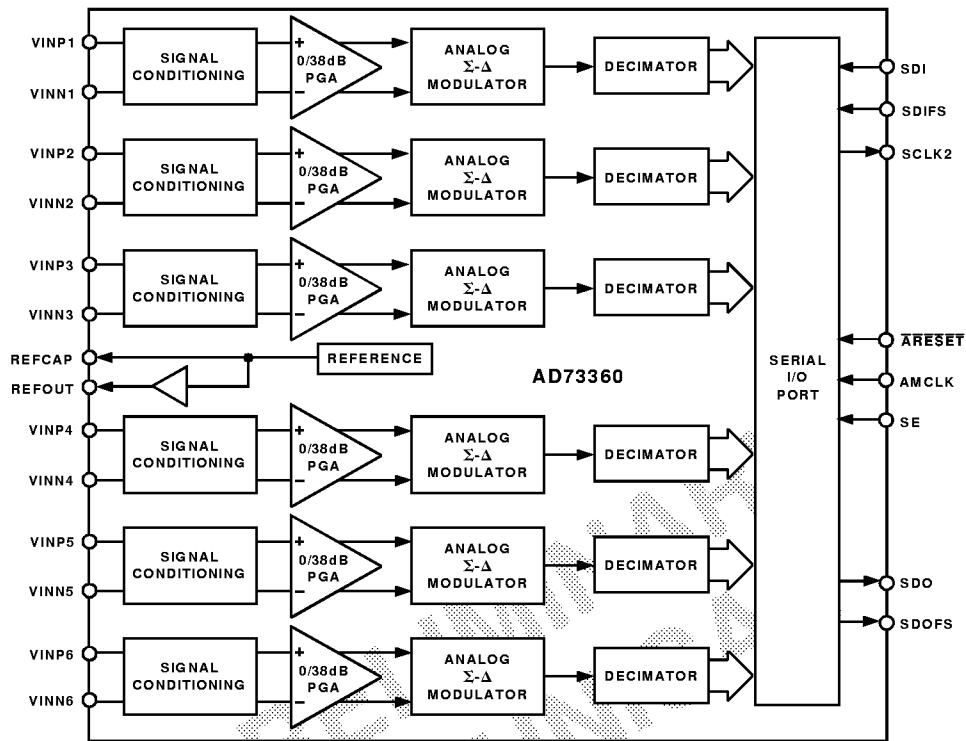 VINP1
VINN1
SIGNAL
CONDITIONING
+
0/38dB
PGA
−
ANALOG
Σ-Δ
MODULATOR
DECIMATOR
VINP2
VINN2
SIGNAL
CONDITIONING
+
0/38dB
PGA
−
ANALOG
Σ-Δ
MODULATOR
DECIMATOR
VINP3
VINN3
SIGNAL
CONDITIONING
+
0/38dB
PGA
−
ANALOG
Σ-Δ
MODULATOR
DECIMATOR
REFCAP
REFOUT
REFERENCE
AD73360
VINP4
VINN4
SIGNAL
CONDITIONING
+
0/38dB
PGA
−
ANALOG
Σ-Δ
MODULATOR
DECIMATOR
VINP5
VINN5
SIGNAL
CONDITIONING
+
0/38dB
PGA
−
ANALOG
Σ-Δ
MODULATOR
DECIMATOR
VINP6
VINN6
SIGNAL
CONDITIONING
+
0/38dB
PGA
−
ANALOG
Σ-Δ
MODULATOR
DECIMATOR
SERIAL
I/O
PORT
SDI
SDIFS
SCLK2
ARESET
AMCLK
SE
SDO
SDOFS